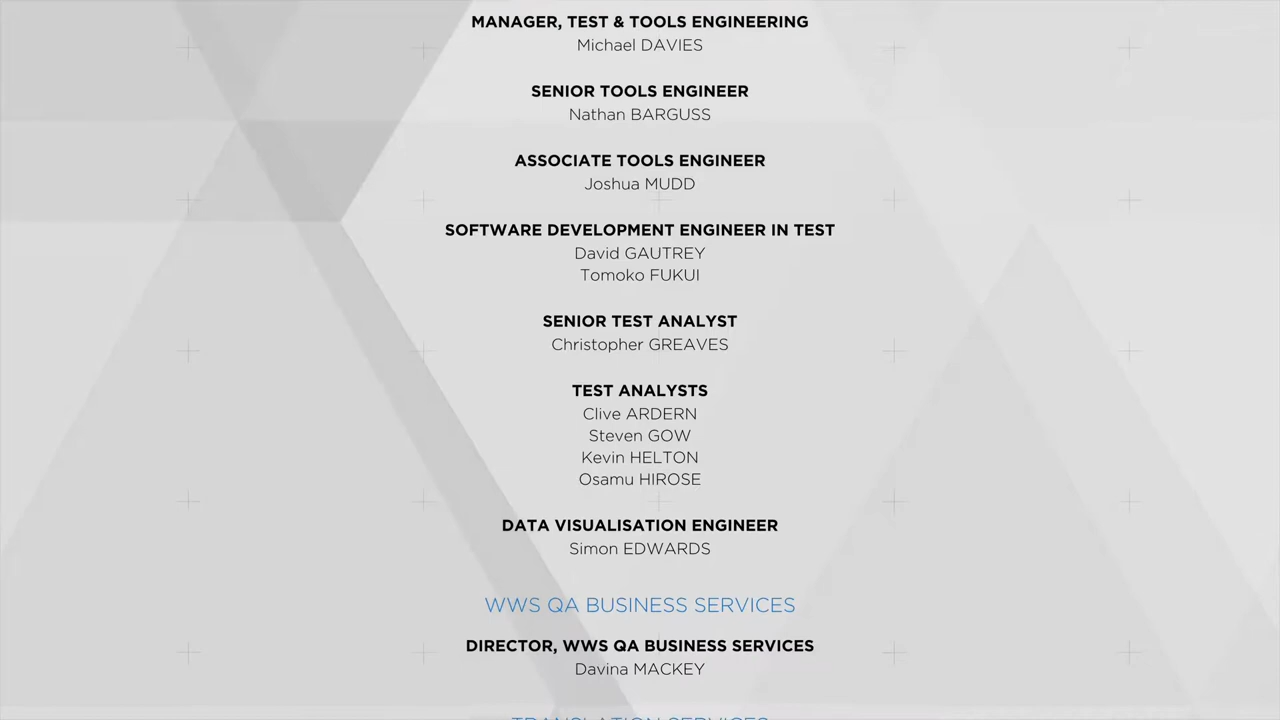 MANAGER, TEST & TOOLS ENGINEERING
Michael DAVIES
SENIOR TOOLS ENGINEER
Nathan BARGUSS
ASSOCIATE TOOLS ENGINEER
Joshua MUDD
SOFTWARE DEVELOPMENT ENGINEER IN TEST
David GAUTREY
Tomoko FUKUI
SENIOR TEST ANALYST
Christopher GREAVES
TEST ANALYSTS
Clive ARDERN
Steven GOW
Kevin HELTON
Osamu HIROSE
DATA VISUALISATION ENGINEER
Simon EDWARDS
WWS QA BUSINESS SERVICES
DIRECTOR, WWS QA BUSINESS SERVICES
Davina MACKEY
TRANSLATION SERVICES